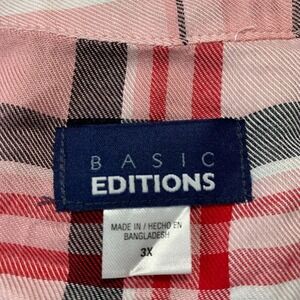 BASIC
EDITIONS
MADE IN / HECHO EN
BANGLADESH
3X